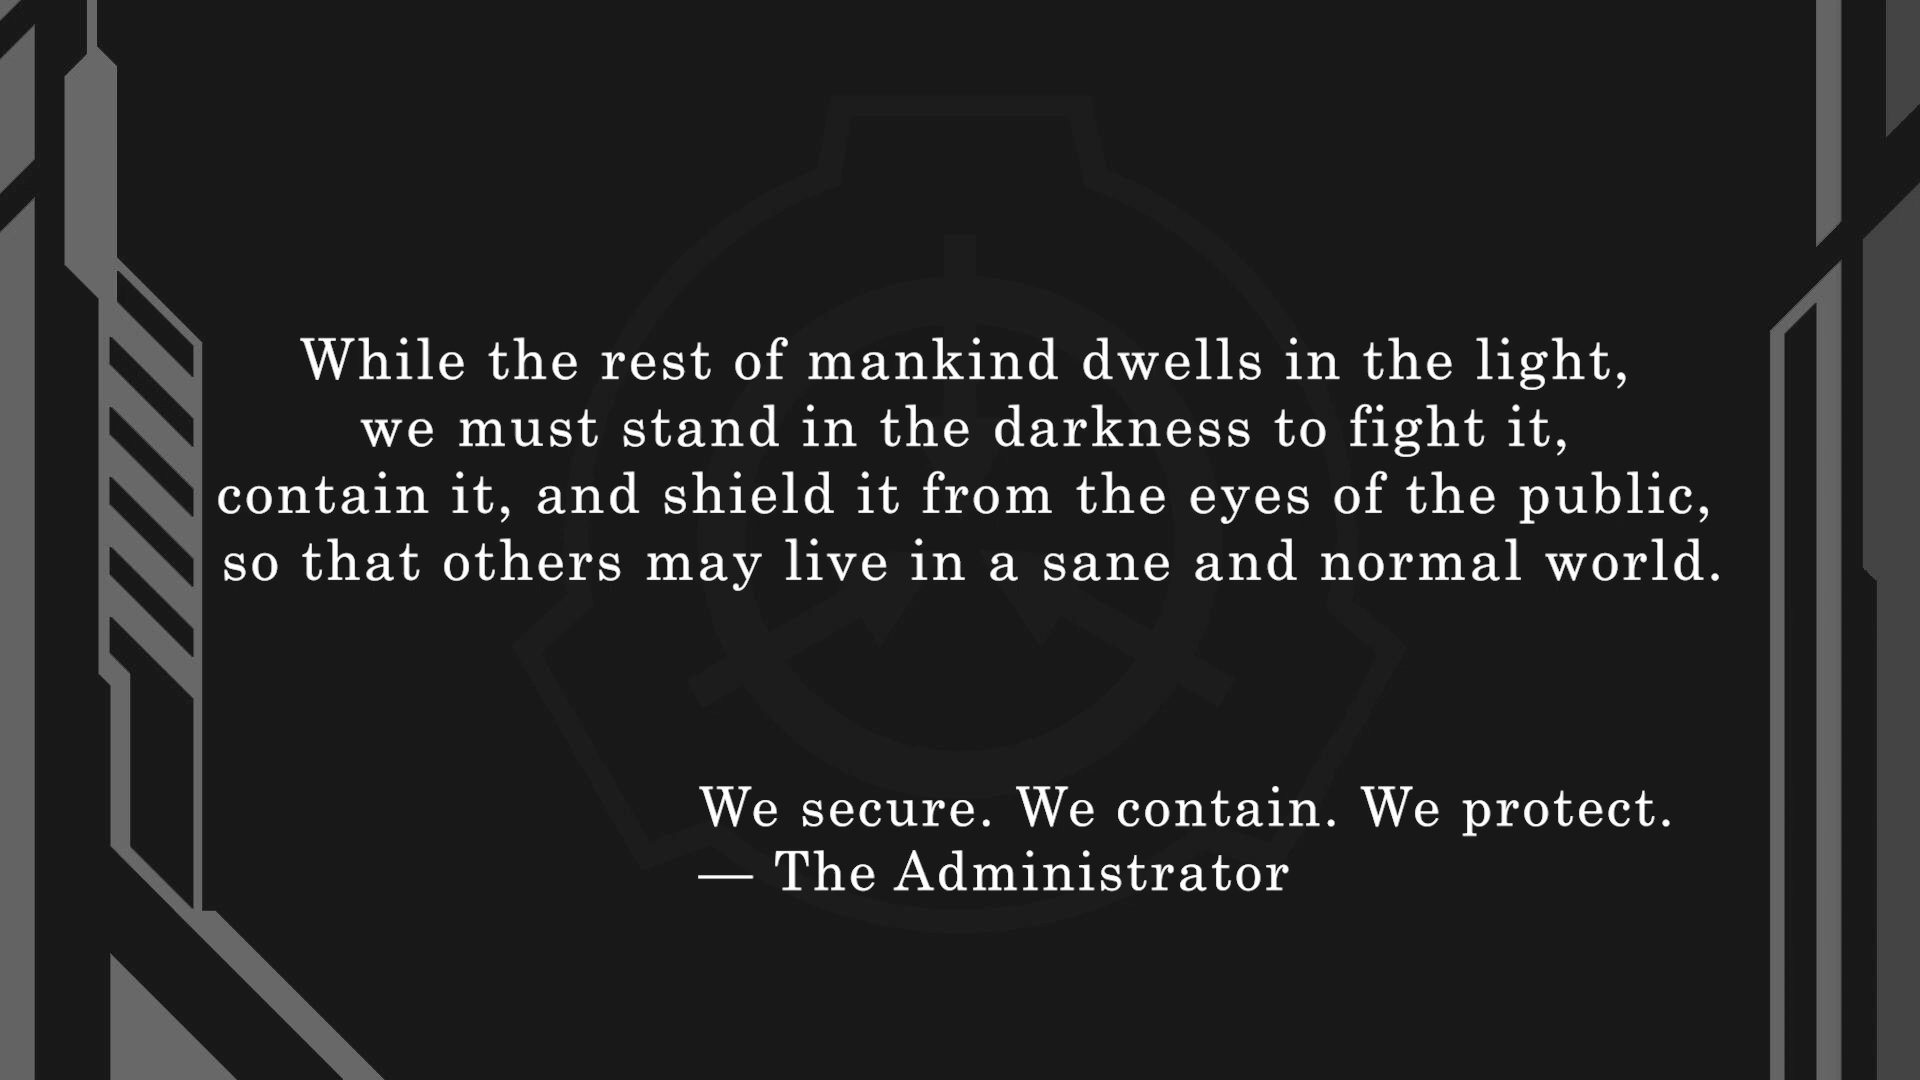 While the rest of mankind dwells in the light,
we must stand in the darkness to fight it,
contain it, and shield it from the eyes of the public,
so that others may live in a sane and normal world.
We secure. We contain. We protect.
— The Administrator